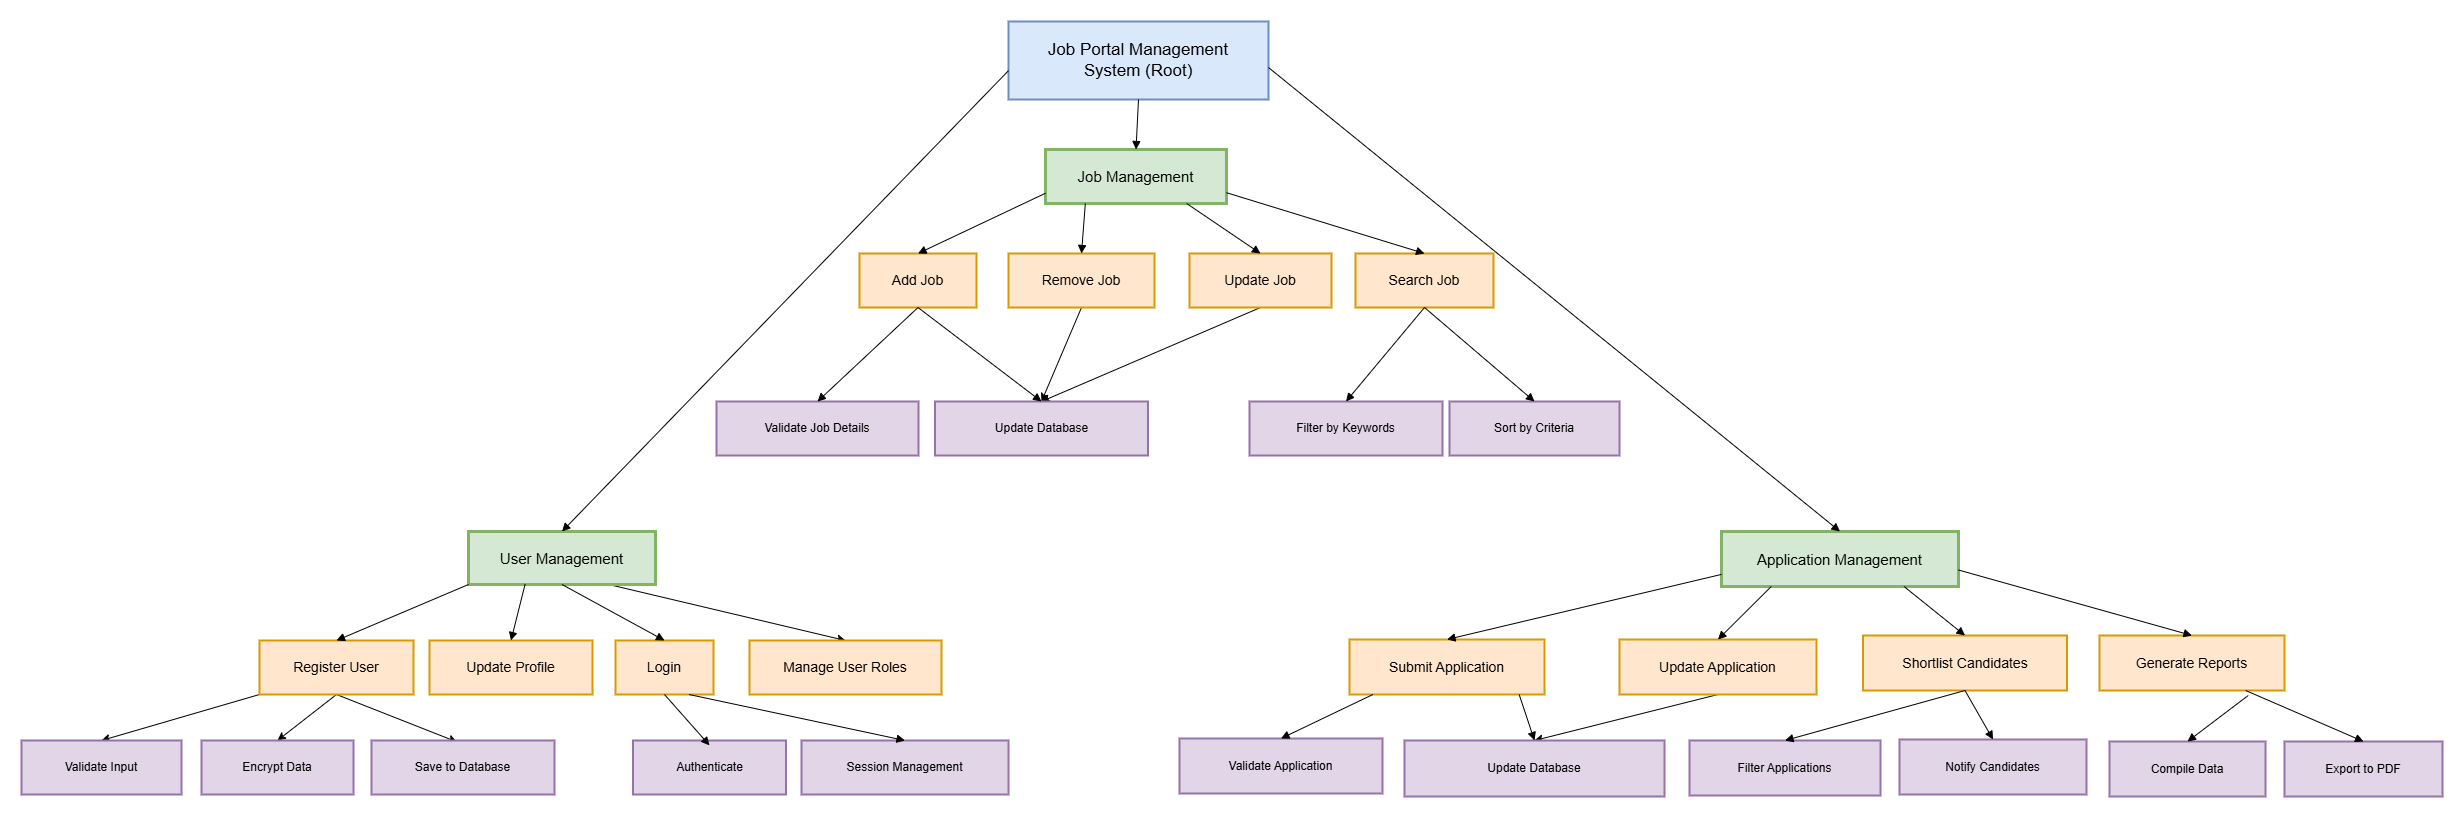 Job Portal Management
System (Root)
Job Management
Add Job
Remove Job
Update Job
Search Job
Validate Job Details
Update Database
Filter by Keywords
Sort by Criteria
User Management
Application Management
Register User
Update Profile
Login
Manage User Roles
Submit Application
Update Application
Shortlist Candidates
Generate Reports
Validate Input
Encrypt Data
Save to Database
Authenticate
Session Management
Validate Application
Update Database
Filter Applications
Notify Candidates
Compile Data
Export to PDF